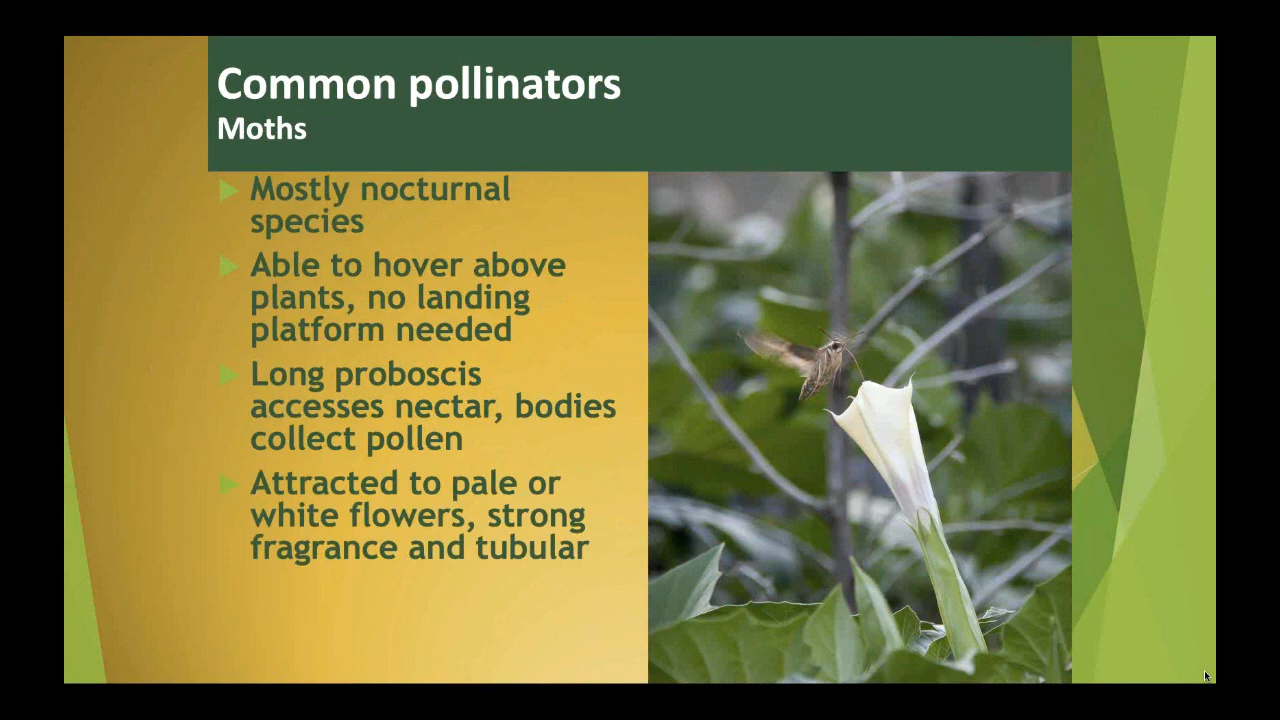 Common pollinators
Moths
Mostly nocturnal
species
Able to hover above
plants, no landing
platform needed
Long proboscis
accesses nectar, bodies
collect pollen
Attracted to pale or
white flowers, strong
fragrance and tubular